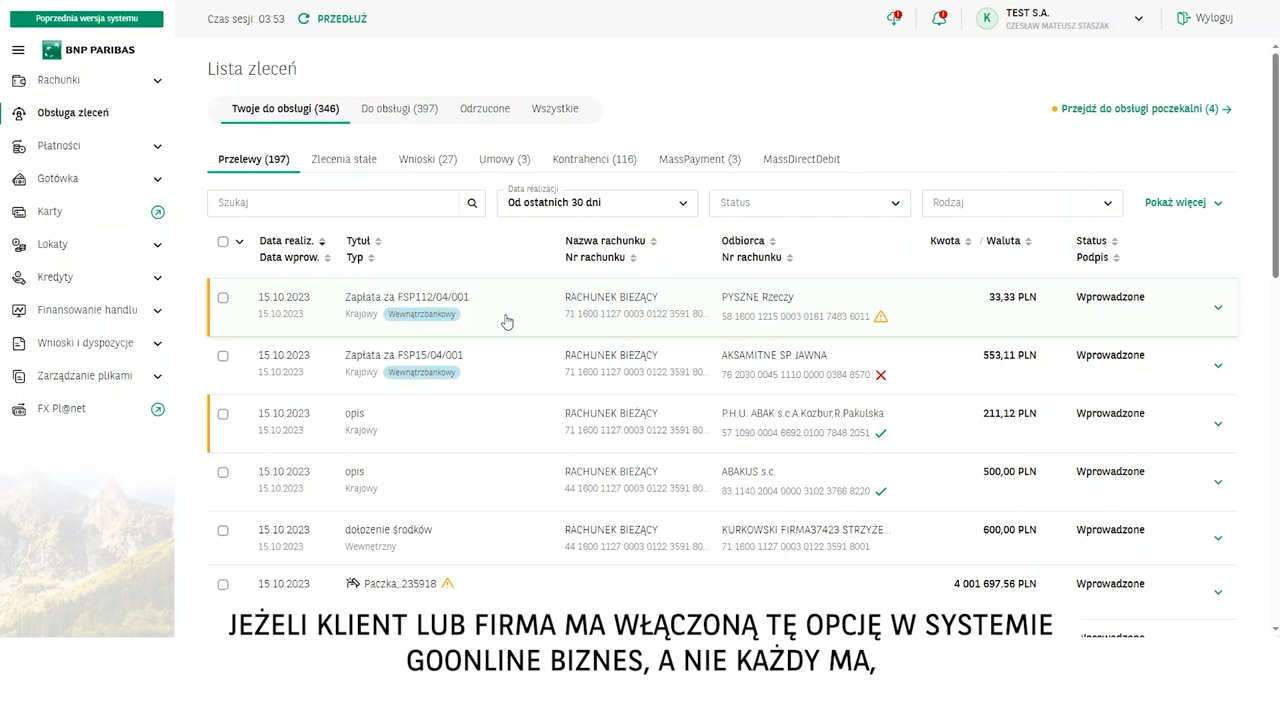 Poprzednia wersja systemu
Czas sesji: 03:53 PRZEDŁUŻ
K TEST S.A.
CZESŁAW MATEUSZ STASZAK
Wyloguj
BNP PARIBAS
Rachunki
Obsługa zleceń
Płatności
Gotówka
Karty
Lokaty
Kredyty
Finansowanie handlu
Wnioski i dyspozycje
Zarządzanie plikami
FX Pl@net
Lista zleceń
Twoje do obsługi (346) Do obsługi (397) Odrzucone Wszystkie
Przejdź do obsługi poczekalni (4)
Przelewy (197) Zlecenia stałe Wnioski (27) Umowy (3) Kontrahenci (116) MassPayment (3) MassDirectDebit
Data realizacji
Szukaj Od ostatnich 30 dni Status Rodzaj Pokaż więcej
Data realiz. Tytuł Nazwa rachunku Odbiorca Kwota / Waluta Status
Data wprow. Typ Nr rachunku Nr rachunku Podpis
15.10.2023 Zapłata za FSP112/04/001 RACHUNEK BIEŻĄCY PYSZNE Rzeczy 33,33 PLN Wprowadzone
15.10.2023 Krajowy Wewnątrzbankowy 71 1600 1127 0003 0122 3591 80... 58 1600 1215 0003 0161 7483 6011
15.10.2023 Zapłata za FSP15/04/001 RACHUNEK BIEŻĄCY AKSAMITNE SP. JAWNA 553,11 PLN Wprowadzone
15.10.2023 Krajowy Wewnątrzbankowy 71 1600 1127 0003 0122 3591 80... 76 2030 0045 1110 0000 0384 8570
15.10.2023 opis RACHUNEK BIEŻĄCY P.H.U. ABAK s.c.A.Kozbur,R.Pakulska 211,12 PLN Wprowadzone
15.10.2023 Krajowy 71 1600 1127 0003 0122 3591 80... 57 1090 0004 6692 0100 7848 2051
15.10.2023 opis RACHUNEK BIEŻĄCY ABAKUS s.c. 500,00 PLN Wprowadzone
15.10.2023 Krajowy 44 1600 1127 0003 0122 3591 80... 83 1140 2004 0000 3102 3766 8220
15.10.2023 dołozenie środków RACHUNEK BIEŻĄCY KURKOWSKI FIRMA37423 STRZYŻE... 600,00 PLN Wprowadzone
15.10.2023 Wewnętrzny 44 1600 1127 0003 0122 3591 80... 71 1600 1127 0003 0122 3591 8001
15.10.2023 Paczka_235918 4 001 697,56 PLN Wprowadzone
JEŻELI KLIENT LUB FIRMA MA WŁĄCZONĄ TĘ OPCJĘ W SYSTEMIE
GOONLINE BIZNES, A NIE KAŻDY MA,